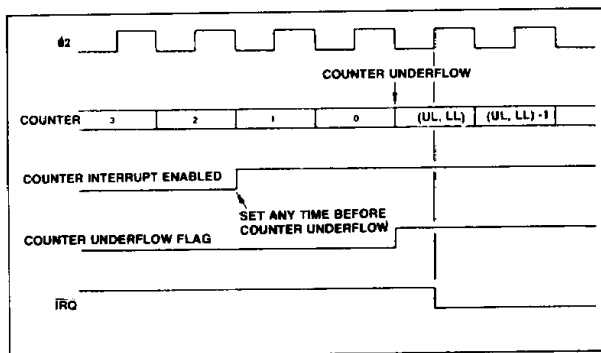 ϕ2
COUNTER UNDERFLOW
COUNTER 3 2 1 0 (UL, LL) (UL, LL) -1
COUNTER INTERRUPT ENABLED
SET ANY TIME BEFORE
COUNTER UNDERFLOW
COUNTER UNDERFLOW FLAG
IRQ